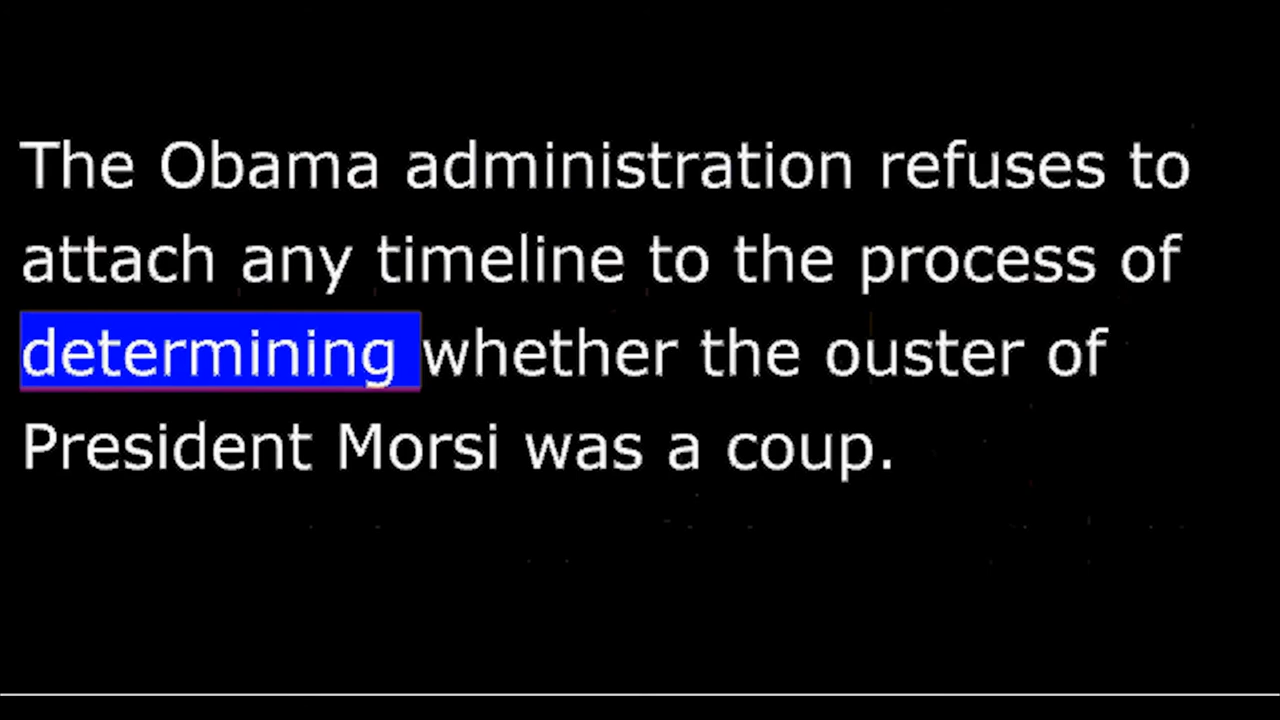 The Obama administration refuses to
attach any timeline to the process of
determining whether the ouster of
President Morsi was a coup.